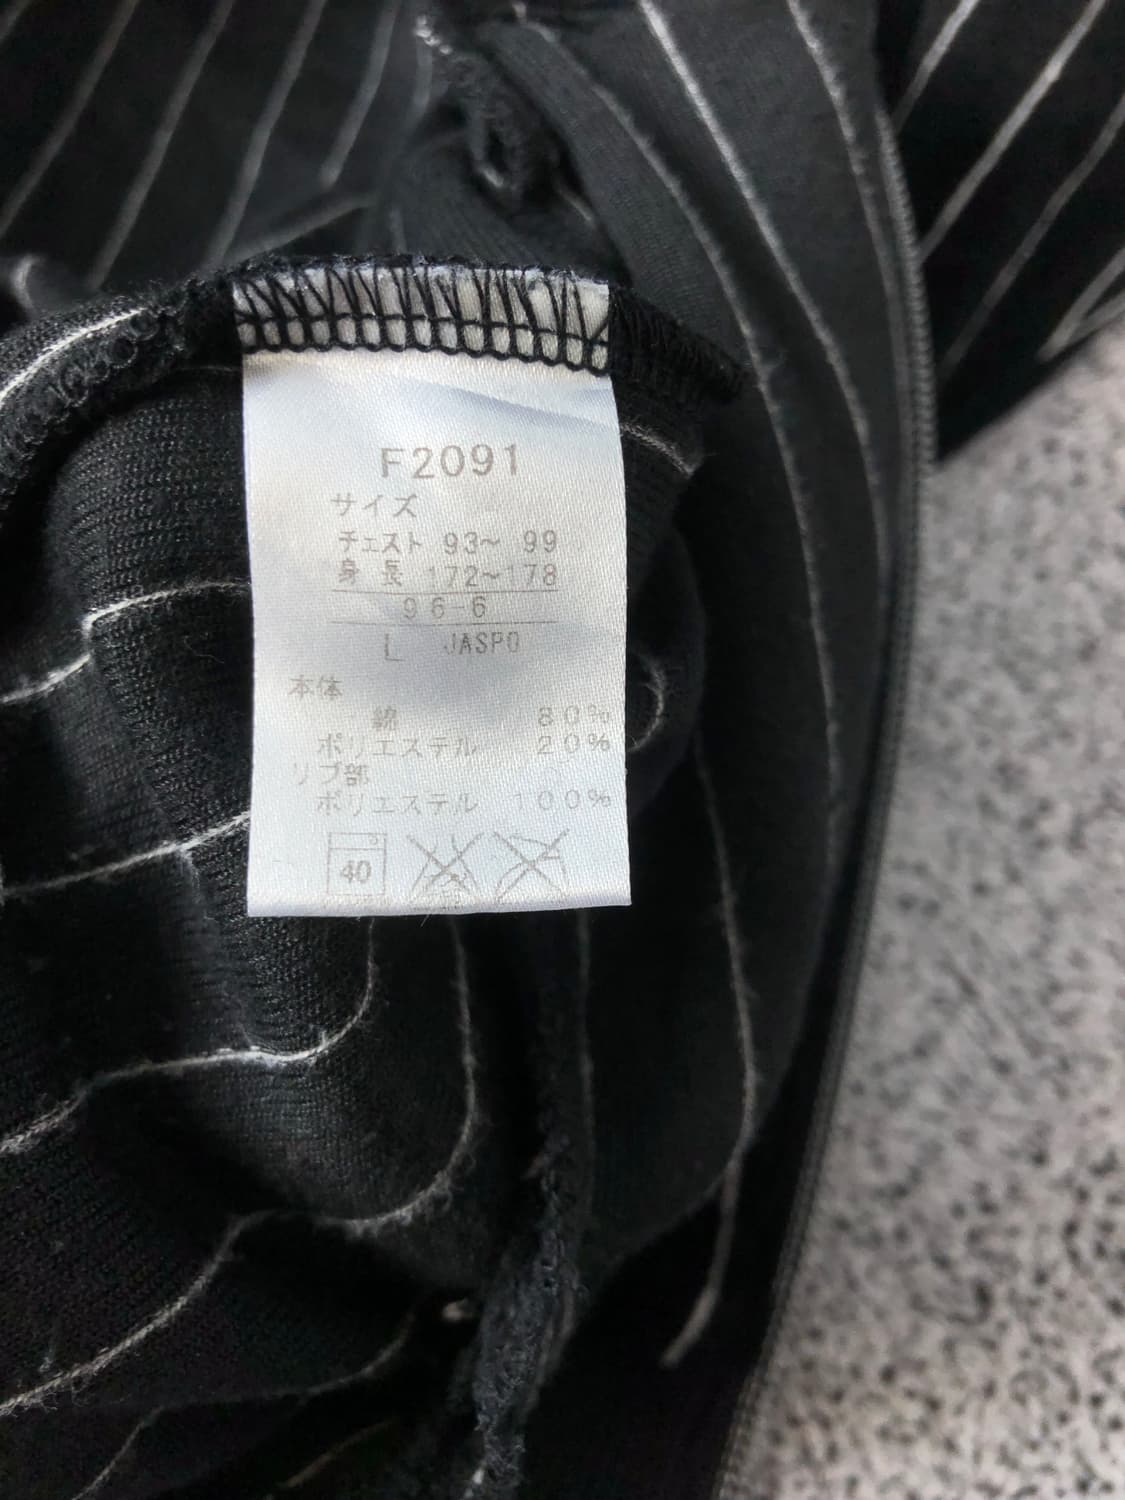 F2091
サイズ
チェスト 93~ 99
身 長 172~178
96-6
L JASPO
本体
綿 80%
ポリエステル 20%
リブ部
ポリエステル 100%
40